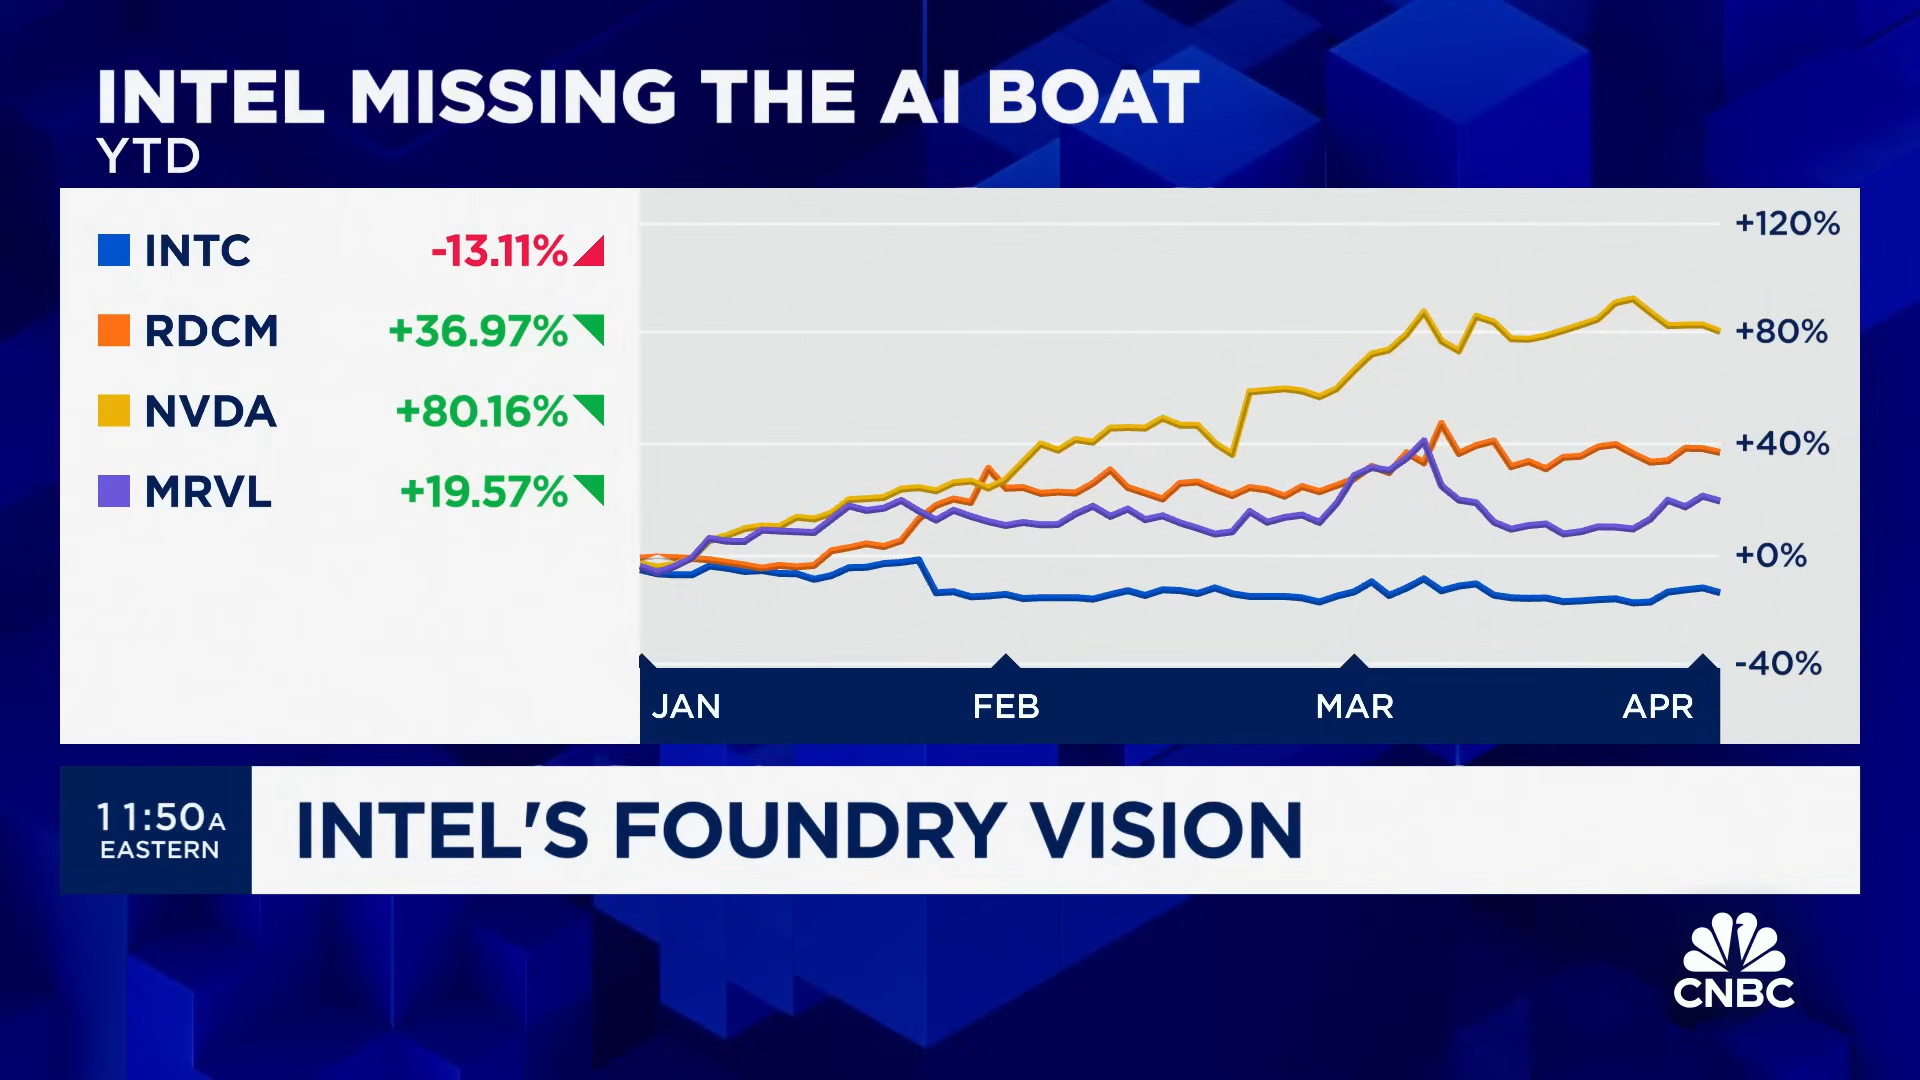 INTEL MISSING THE AI BOAT
YTD
INTC -13.11%
RDCM +36.97%
NVDA +80.16%
MRVL +19.57%
+120%
+80%
+40%
+0%
-40%
JAN FEB MAR APR
11:50A
EASTERN
INTEL'S FOUNDRY VISION
CNBC